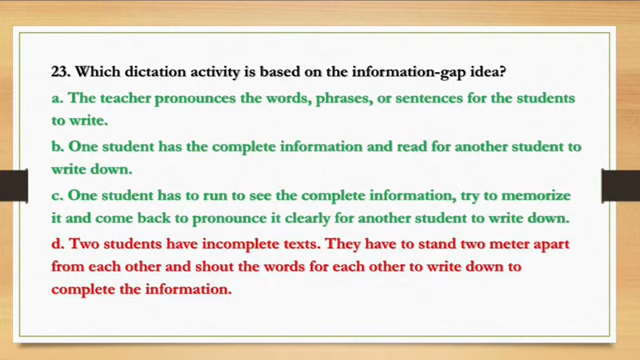 23. Which dictation activity is based on the information-gap idea?
a. The teacher pronounces the words, phrases, or sentences for the students
to write.
b. One student has the complete information and read for another student to
write down.
c. One student has to run to see the complete information, try to memorize
it and come back to pronounce it clearly for another student to write down.
d. Two students have incomplete texts. They have to stand two meter apart
from each other and shout the words for each other to write down to
complete the information.